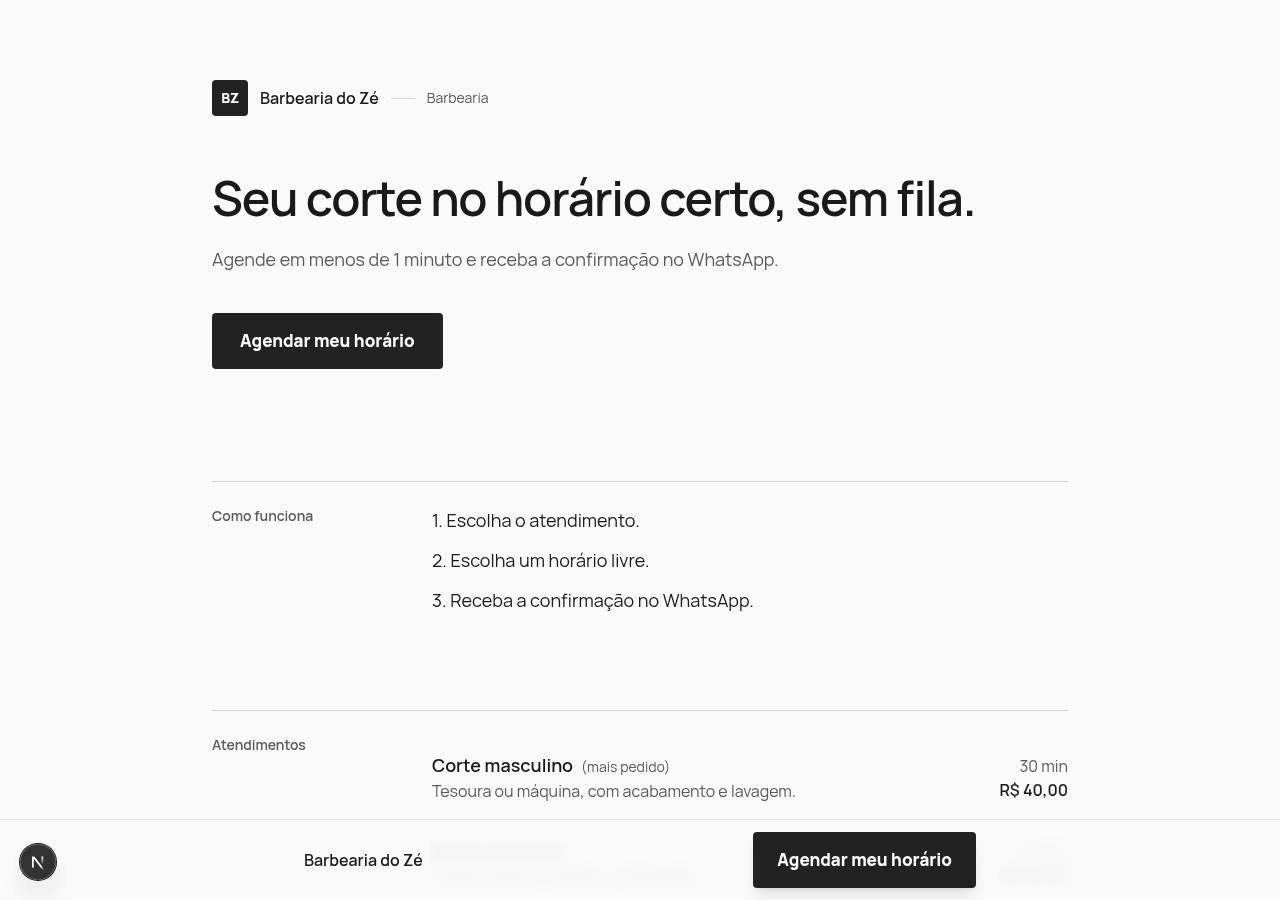 BZ Barbearia do Zé Barbearia
Seu corte no horário certo, sem fila.
Agende em menos de 1 minuto e receba a confirmação no WhatsApp.
Agendar meu horário
Como funciona
1. Escolha o atendimento.
2. Escolha um horário livre.
3. Receba a confirmação no WhatsApp.
Atendimentos
Corte masculino (mais pedido) 30 min
Tesoura ou máquina, com acabamento e lavagem. R$ 40,00
N Barbearia do Zé Agendar meu horário